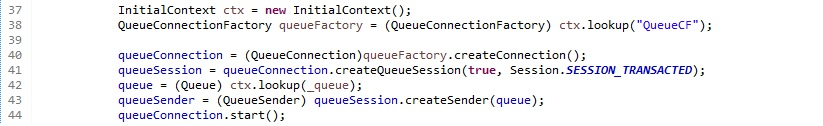 37 InitialContext ctx = new InitialContext();
38 QueueConnectionFactory queueFactory = (QueueConnectionFactory) ctx.lookup("QueueCF");
39
40 queueConnection = (QueueConnection)queueFactory.createConnection();
41 queueSession = queueConnection.createQueueSession(true, Session.SESSION_TRANSACTED);
42 queue = (Queue) ctx.lookup(_queue);
43 queueSender = (QueueSender) queueSession.createSender(queue);
44 queueConnection.start();